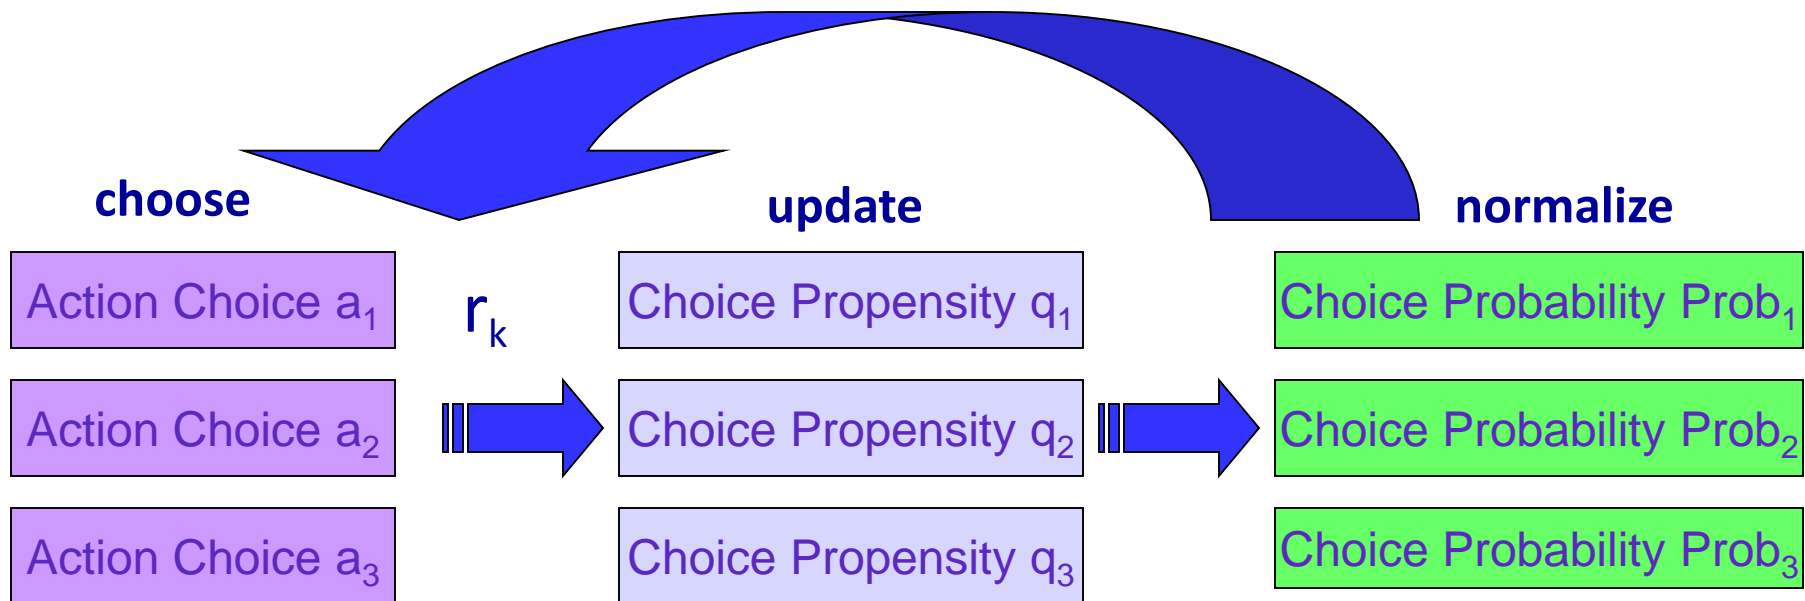 choose
update
normalize
Action Choice a₁
r_k
Choice Propensity q₁
Choice Probability Prob₁
Action Choice a₂
Choice Propensity q₂
Choice Probability Prob₂
Action Choice a₃
Choice Propensity q₃
Choice Probability Prob₃